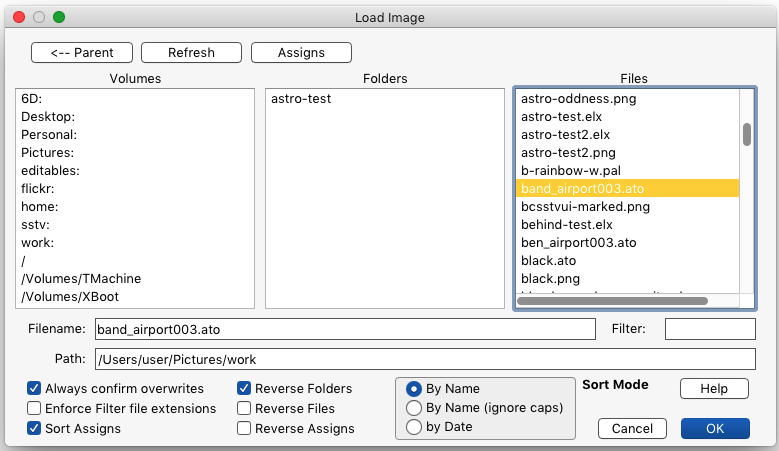 Load Image
<-- Parent
Refresh
Assigns
Volumes
Folders
Files
6D:
Desktop:
Personal:
Pictures:
editables:
flickr:
home:
sstv:
work:
/
/Volumes/TMachine
/Volumes/XBoot
astro-test
astro-oddness.png
astro-test.elx
astro-test2.elx
astro-test2.png
b-rainbow-w.pal
band_airport003.ato
bcsstvui-marked.png
behind-test.elx
ben_airport003.ato
black.ato
black.png
Filename: band_airport003.ato
Filter:
Path: /Users/user/Pictures/work
Always confirm overwrites
Enforce Filter file extensions
Sort Assigns
Reverse Folders
Reverse Files
Reverse Assigns
By Name
By Name (ignore caps)
by Date
Sort Mode
Help
Cancel
OK